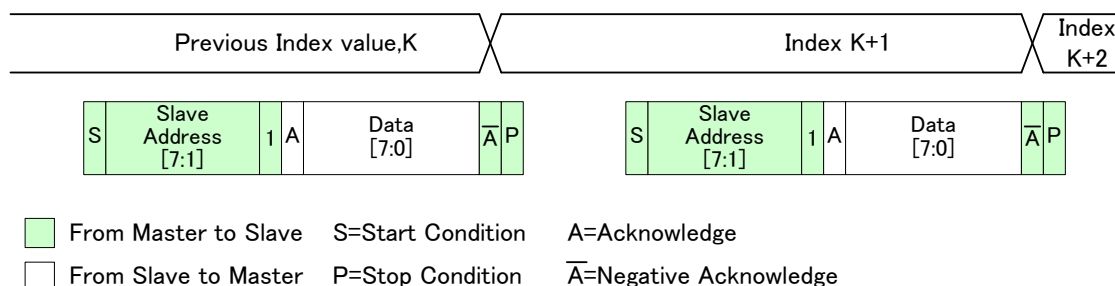 Previous Index value,K
Index K+1
Index
K+2
S
Slave
Address
[7:1]
1
A
Data
[7:0]
A̅
P
S
Slave
Address
[7:1]
1
A
Data
[7:0]
A̅
P
From Master to Slave
S=Start Condition
A=Acknowledge
From Slave to Master
P=Stop Condition
A̅=Negative Acknowledge